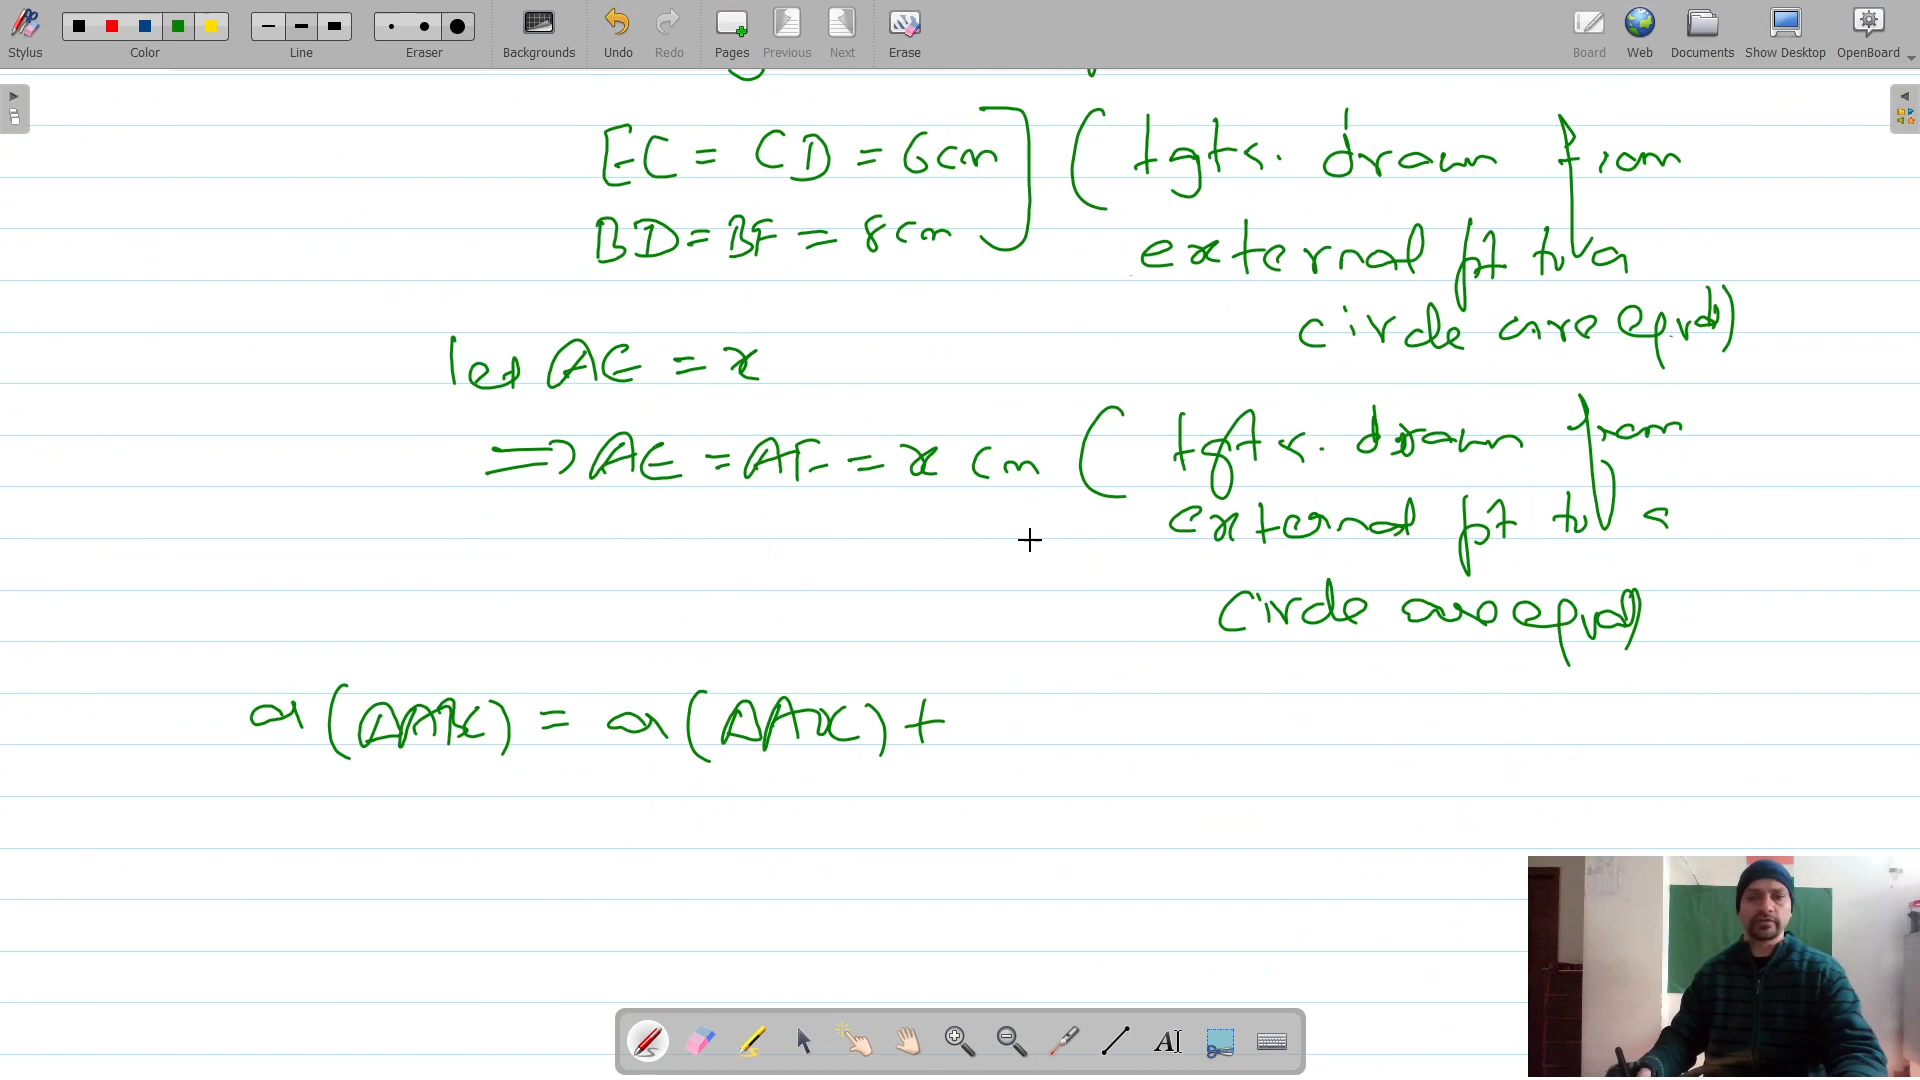 Stylus Color Line Eraser Backgrounds Undo Redo Pages Previous Next Erase Board Web Documents Show Desktop OpenBoard
EC = CD = 6cm ( tgts. drawn from
BD = BF = 8cm external pt to a
circle are equal)
let AE = x
=> AE = AF = x cm ( tgts. drawn from
external pt to a
circle are equal)
ar (ΔABC) = ar (ΔAOC) +